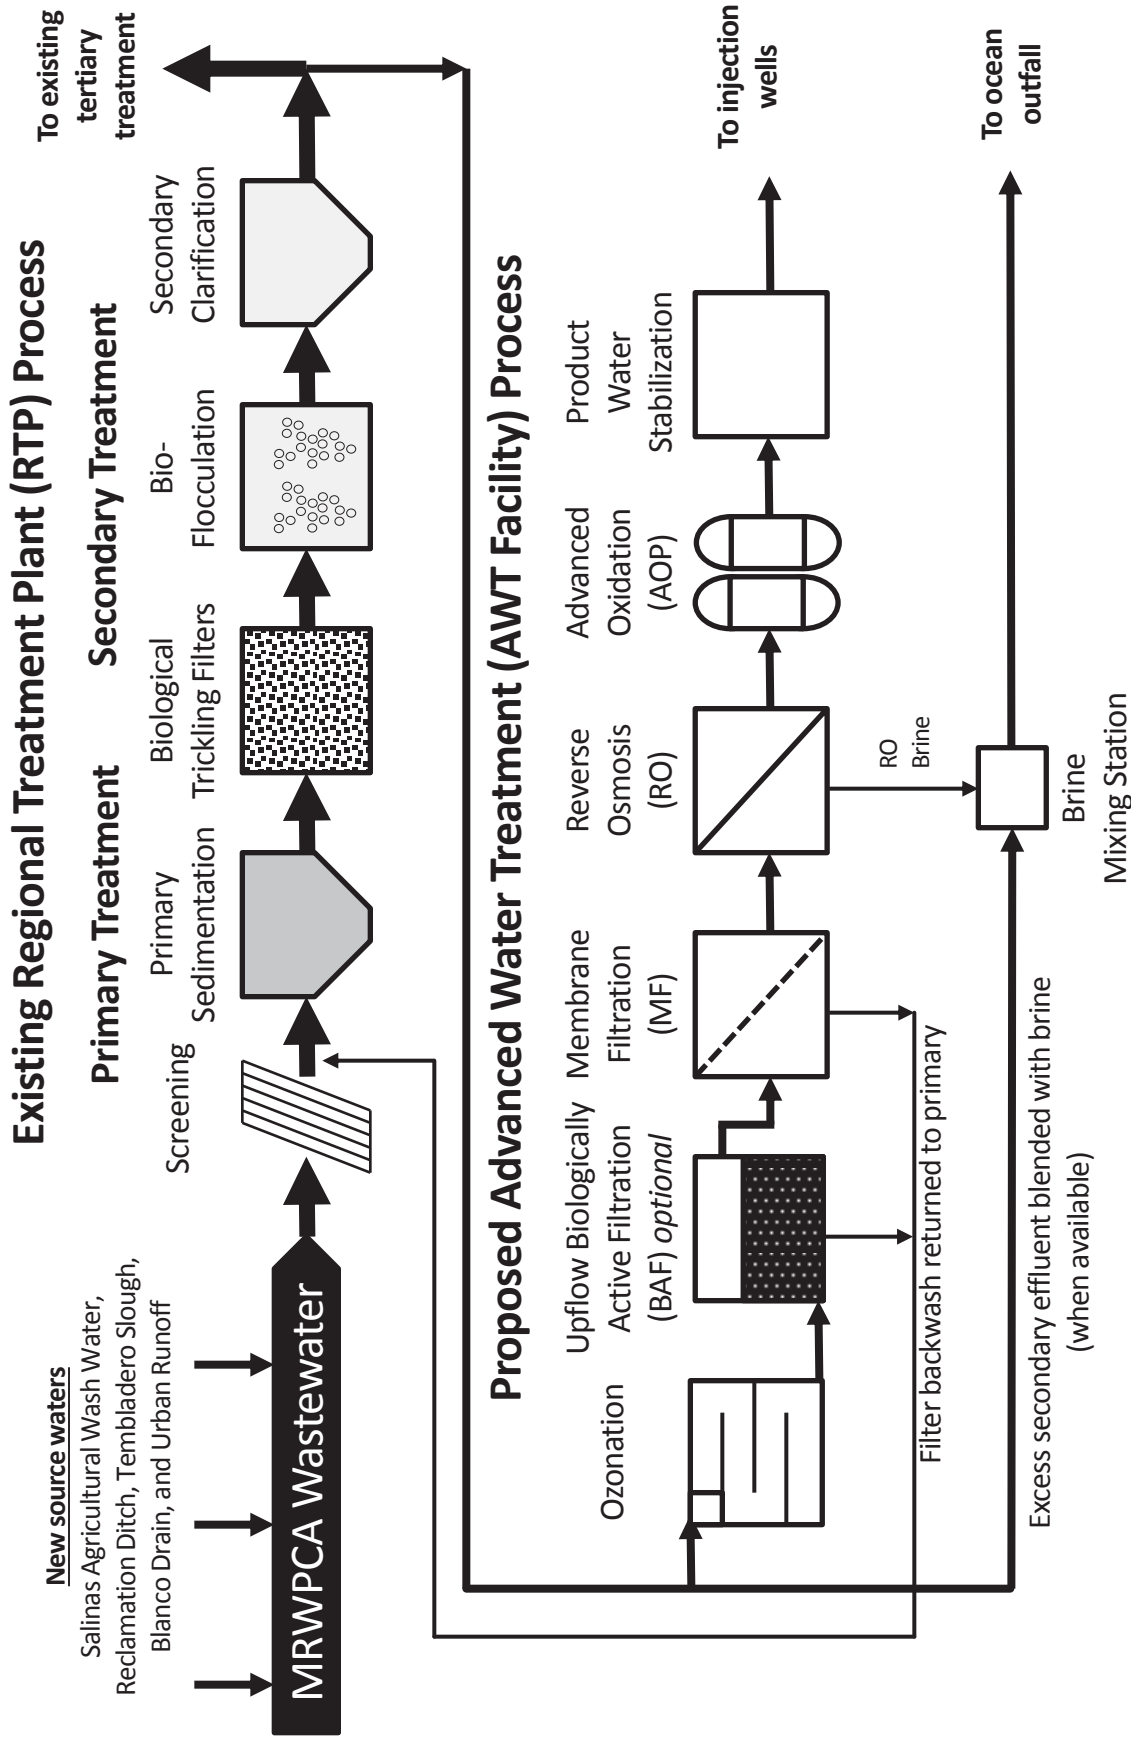 Existing Regional Treatment Plant (RTP) Process
Primary Treatment
Secondary Treatment
New source waters
Salinas Agricultural Wash Water,
Reclamation Ditch, Tembladero Slough,
Blanco Drain, and Urban Runoff
MRWPCA Wastewater
Screening
Primary
Sedimentation
Biological
Trickling Filters
Bio-
Flocculation
Secondary
Clarification
To existing
tertiary
treatment
Proposed Advanced Water Treatment (AWT Facility) Process
Ozonation
Upflow Biologically
Active Filtration
(BAF) optional
Membrane
Filtration
(MF)
Reverse
Osmosis
(RO)
Advanced
Oxidation
(AOP)
Product
Water
Stabilization
To injection
wells
Filter backwash returned to primary
RO
Brine
Excess secondary effluent blended with brine
(when available)
Brine
Mixing Station
To ocean
outfall